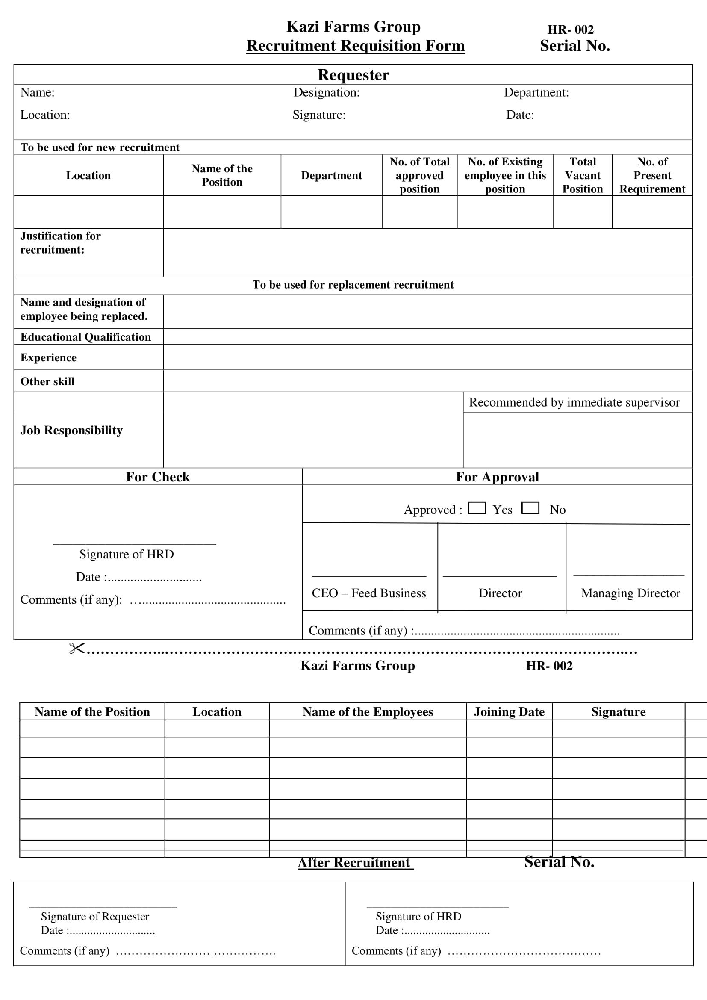 Kazi Farms Group HR- 002
Recruitment Requisition Form Serial No.
Requester
Name: Designation: Department:
Location: Signature: Date:
To be used for new recruitment
Location Name of the Position Department No. of Total approved position No. of Existing employee in this position Total Vacant Position No. of Present Requirement
Justification for
recruitment:
To be used for replacement recruitment
Name and designation of
employee being replaced.
Educational Qualification
Experience
Other skill
Recommended by immediate supervisor
Job Responsibility
For Check For Approval
Approved : Yes No
_________________________
Signature of HRD
Date :.............................
Comments (if any): …............................................
CEO – Feed Business Director Managing Director
Comments (if any) :...............................................................
✂……………..………………………………………………………………………………………….…
Kazi Farms Group HR- 002
Name of the Position Location Name of the Employees Joining Date Signature
After Recruitment Serial No.
_________________________ ________________________
Signature of Requester Signature of HRD
Date :............................. Date :.............................
Comments (if any) …………………… ……………. Comments (if any) …………………………………